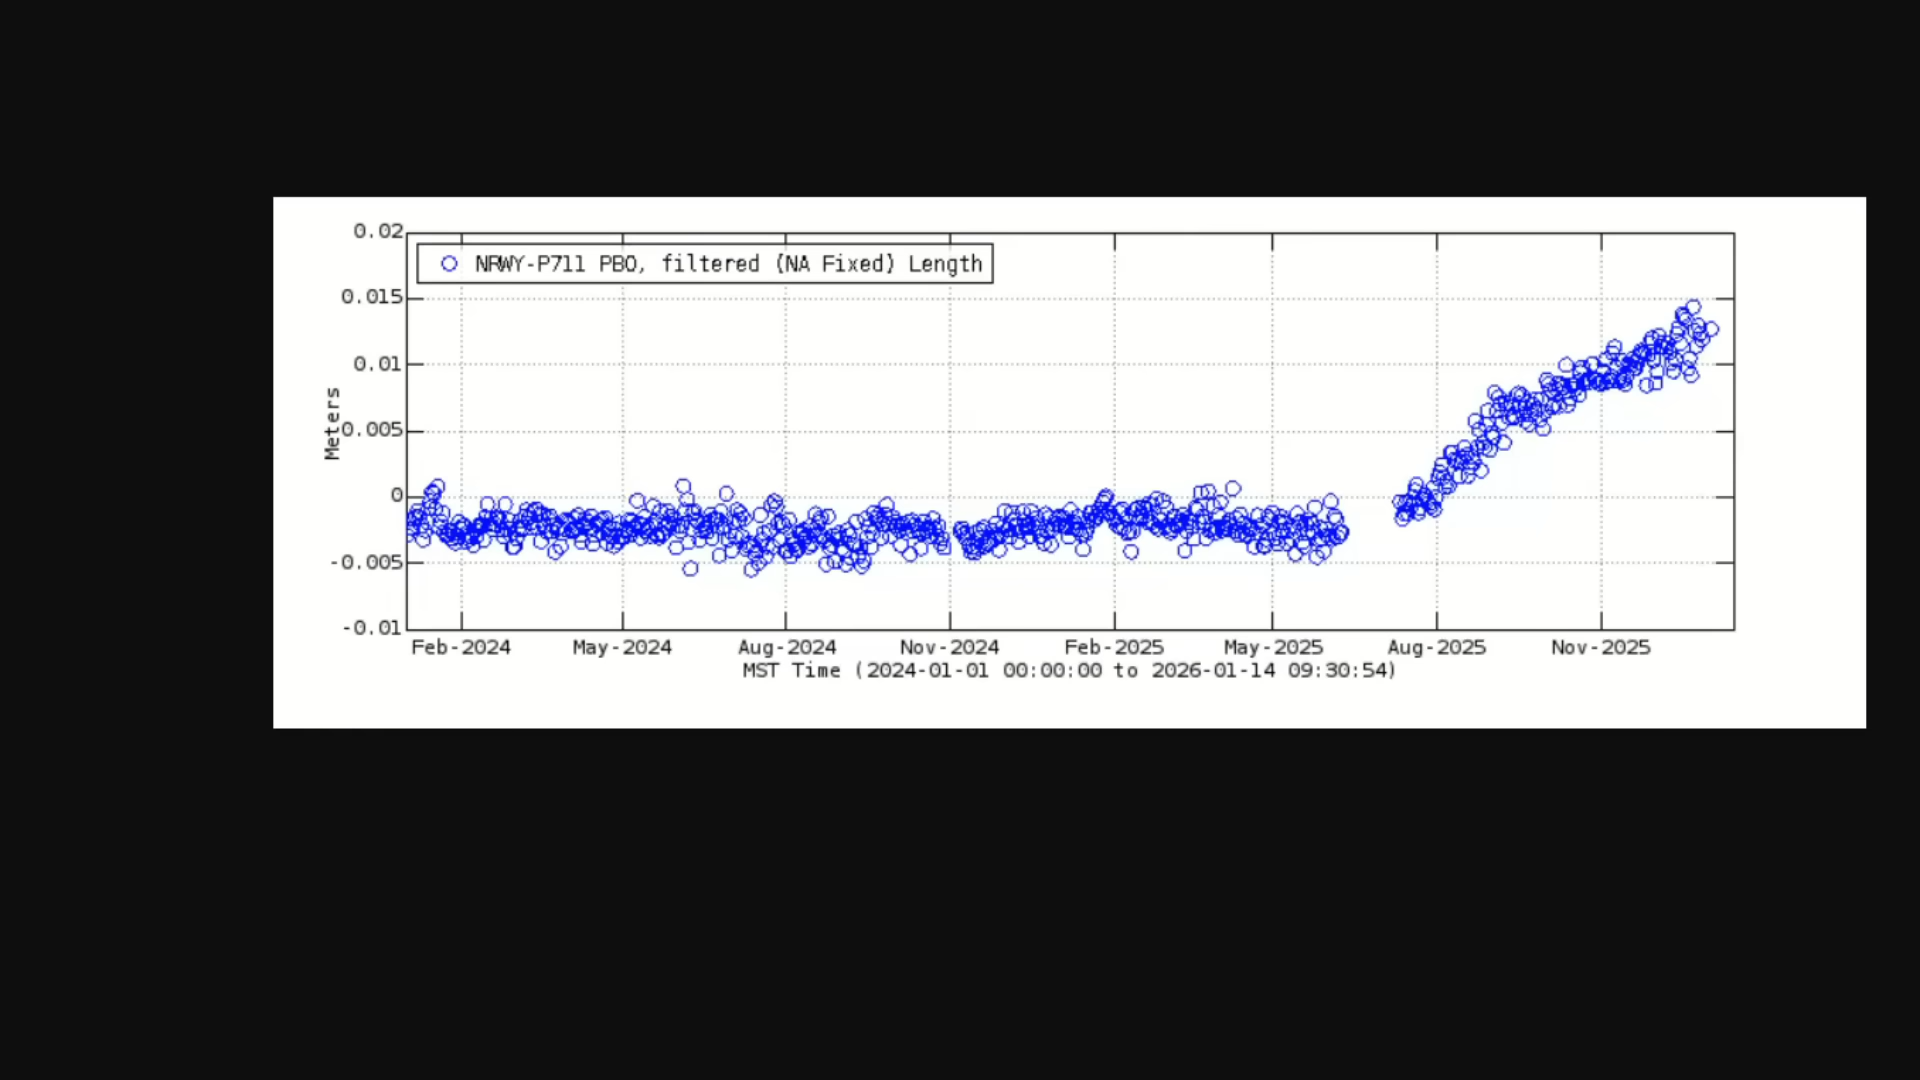 0.02
NRWY-P711 PBO, filtered (NA Fixed) Length
0.015
0.01
Meters
0.005
0
-0.005
-0.01
Feb-2024 May-2024 Aug-2024 Nov-2024 Feb-2025 May-2025 Aug-2025 Nov-2025
MST Time (2024-01-01 00:00:00 to 2026-01-14 09:30:54)